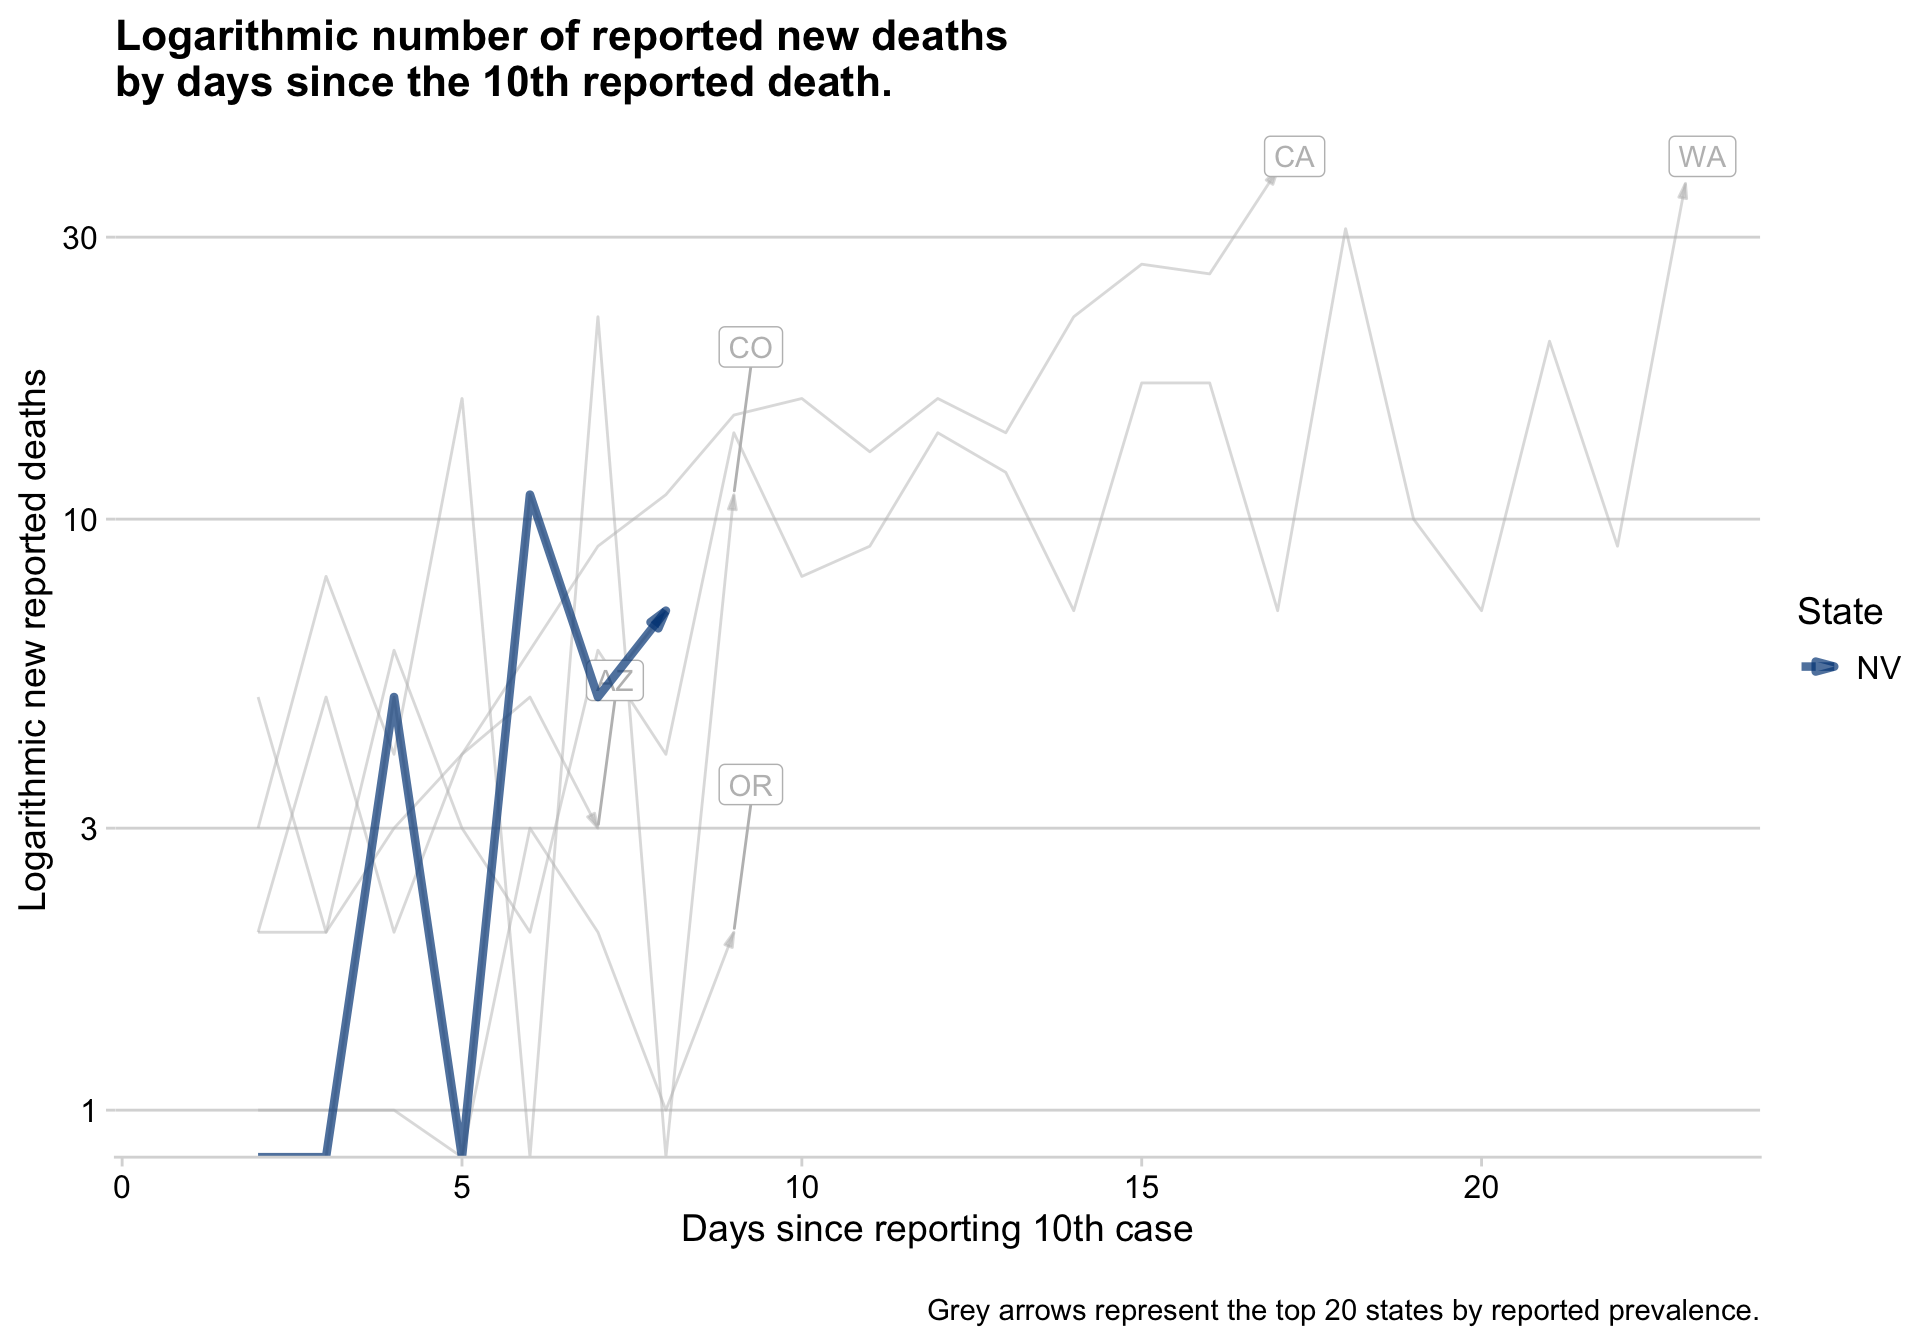 Logarithmic number of reported new deaths
by days since the 10th reported death.
CA
WA
30
CO
10
AZ
OR
3
1
Logarithmic new reported deaths
State
NV
0
5
10
15
20
Days since reporting 10th case
Grey arrows represent the top 20 states by reported prevalence.